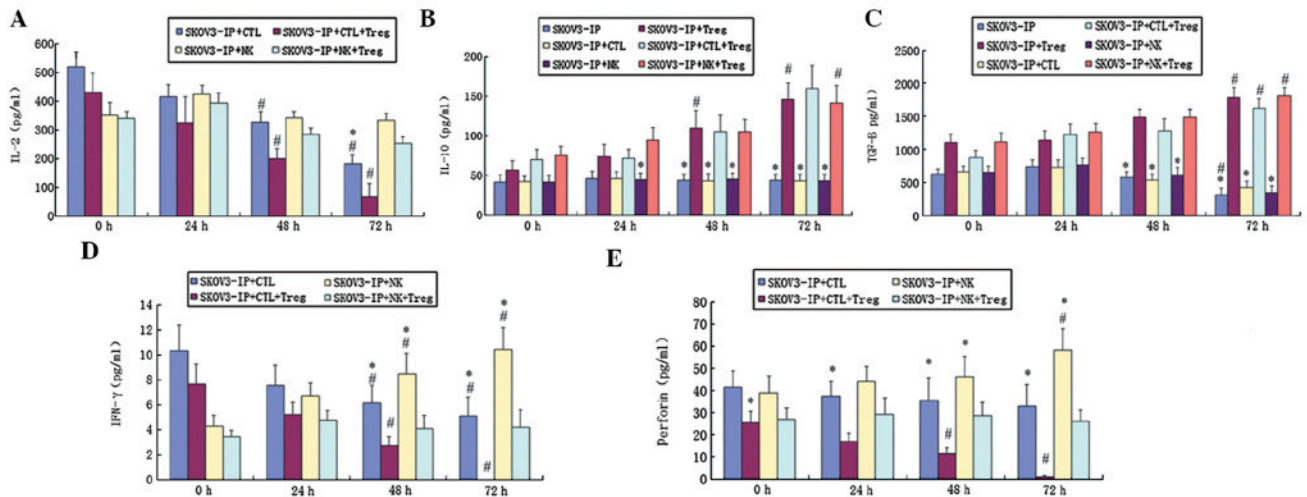 A
SKOV3-IP+CTL SKOV3-IP+CTL+Treg
SKOV3-IP+NK SKOV3-IP+NK+Treg
IL-2 (pg/ml)
600
500
400
300
200
100
0
#
#
*
#
#
0 h 24 h 48 h 72 h
B
SKOV3-IP SKOV3-IP+Treg
SKOV3-IP+CTL SKOV3-IP+CTL+Treg
SKOV3-IP+NK SKOV3-IP+NK+Treg
IL-10 (pg/ml)
200
150
100
50
0
*
* # * *
* # * * #
0 h 24 h 48 h 72 h
C
SKOV3-IP SKOV3-IP+CTL+Treg
SKOV3-IP+Treg SKOV3-IP+NK
SKOV3-IP+CTL SKOV3-IP+NK+Treg
TGF-B pg/ml)
2500
2000
1500
1000
500
0
* * *
# # #
#
* * *
0 h 24 h 48 h 72 h
D
SKOV3-IP+CTL SKOV3-IP+NK
SKOV3-IP+CTL+Treg SKOV3-IP+NK+Treg
IFN-γ (pg/ml)
14
12
10
8
6
4
2
0
*
#
#
*
#
*
#
#
*
#
0 h 24 h 48 h 72 h
E
SKOV3-IP+CTL SKOV3-IP+NK
SKOV3-IP+CTL+Treg SKOV3-IP+NK+Treg
Perforin (pg/ml)
80
70
60
50
40
30
20
10
0
*
*
* # *
* #
*
#
0 h 24 h 48 h 72 h